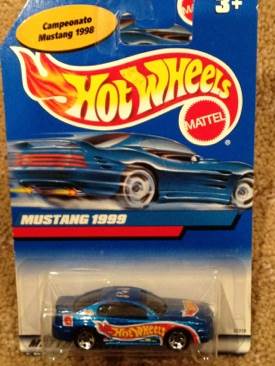 Campeonato
Mustang 1998
3+
HOT WHEELS
MATTEL
MUSTANG 1999
HOT WHEELS